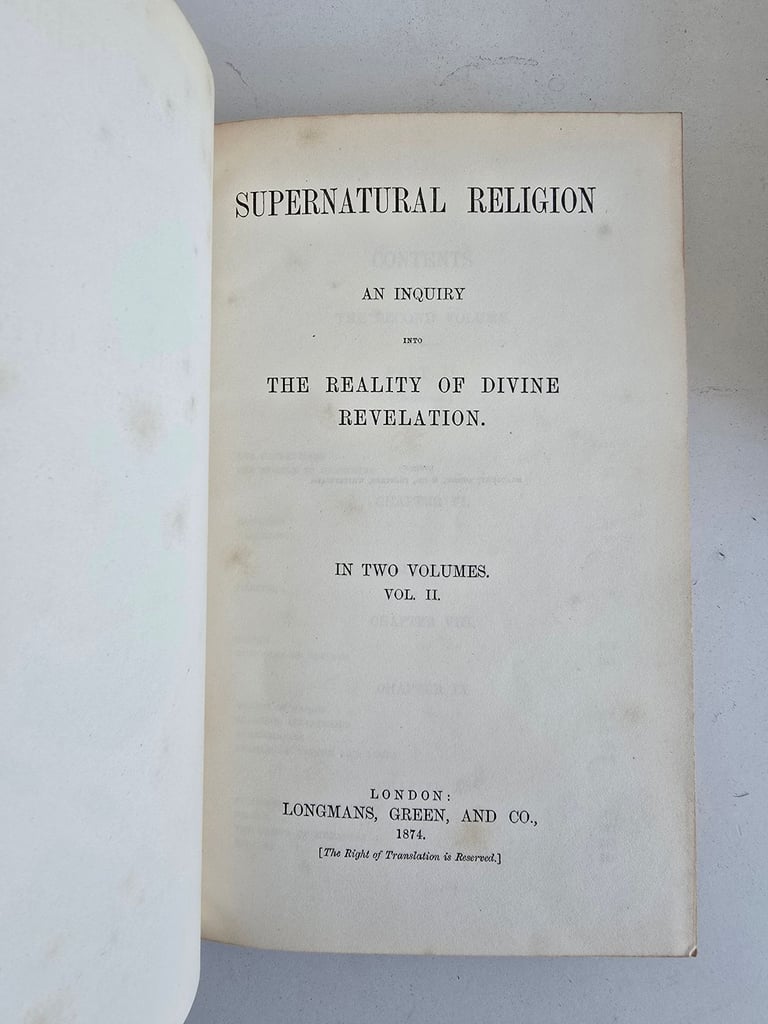 SUPERNATURAL RELIGION
AN INQUIRY
INTO
THE REALITY OF DIVINE
REVELATION.
IN TWO VOLUMES.
VOL. II.
LONDON:
LONGMANS, GREEN, AND CO.,
1874.
[The Right of Translation is Reserved.]